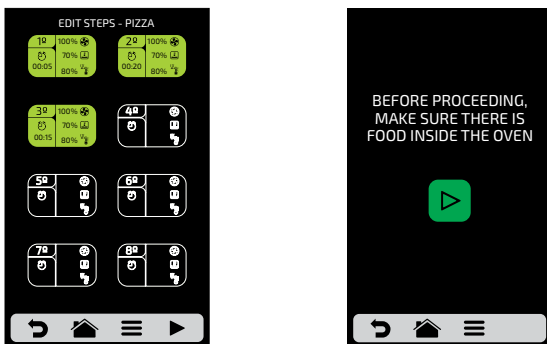 EDIT STEPS - PIZZA
1º 100%
70%
00:05
80%
2º 100%
70%
00:20
80%
3º 100%
70%
00:15
80%
4º
5º
6º
7º
8º
BEFORE PROCEEDING,
MAKE SURE THERE IS
FOOD INSIDE THE OVEN